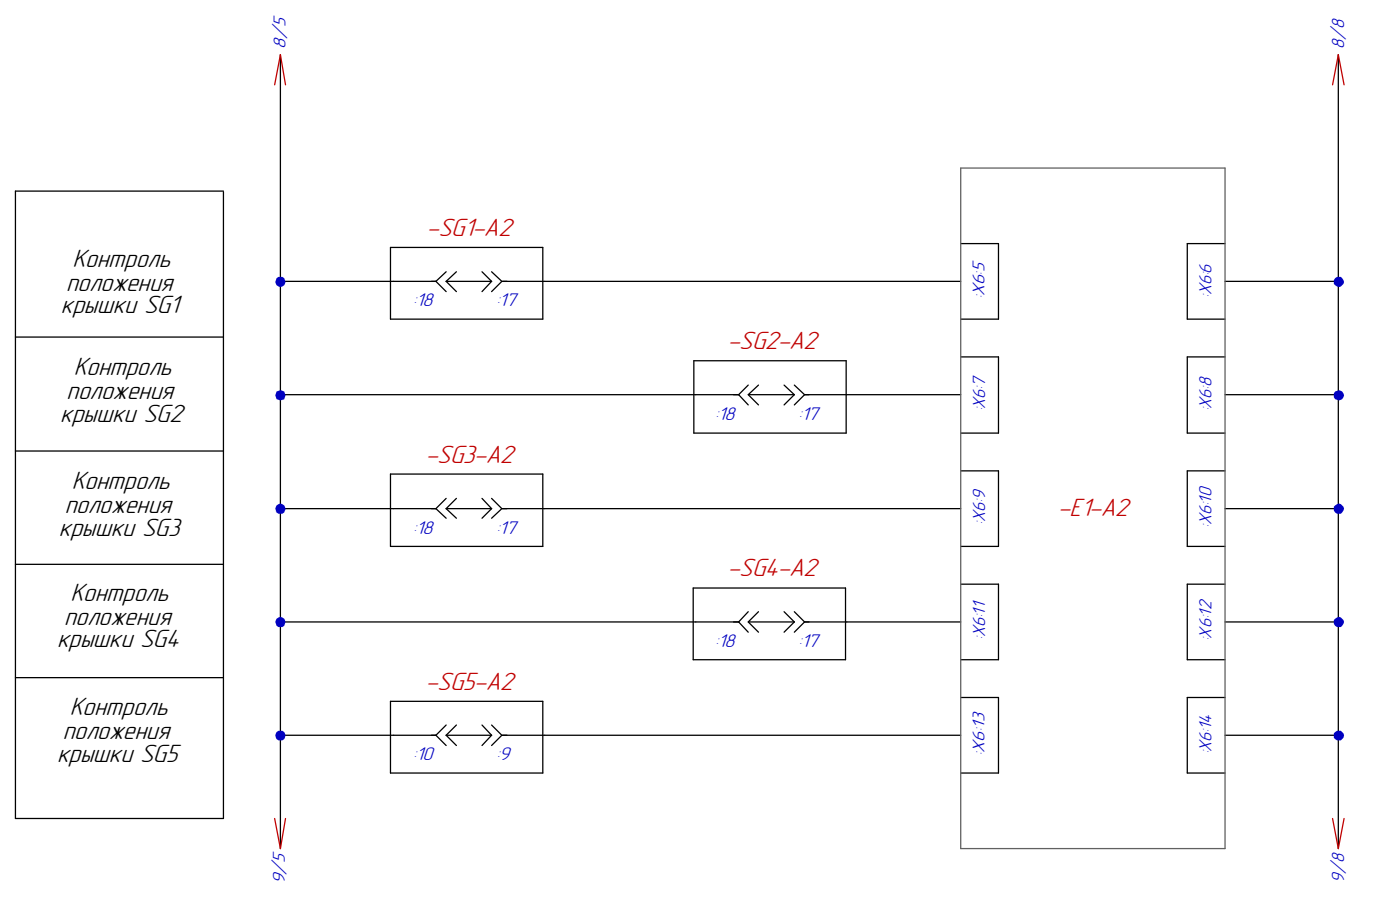 8/5
8/8
Контроль
положения
крышки SG1
-SG1-A2
:18
:17
:X6:5
:X6:6
Контроль
положения
крышки SG2
-SG2-A2
:18
:17
:X6:7
:X6:8
Контроль
положения
крышки SG3
-SG3-A2
:18
:17
:X6:9
-E1-A2
:X6:10
Контроль
положения
крышки SG4
-SG4-A2
:18
:17
:X6:11
:X6:12
Контроль
положения
крышки SG5
-SG5-A2
:10
:9
:X6:13
:X6:14
9/5
9/8